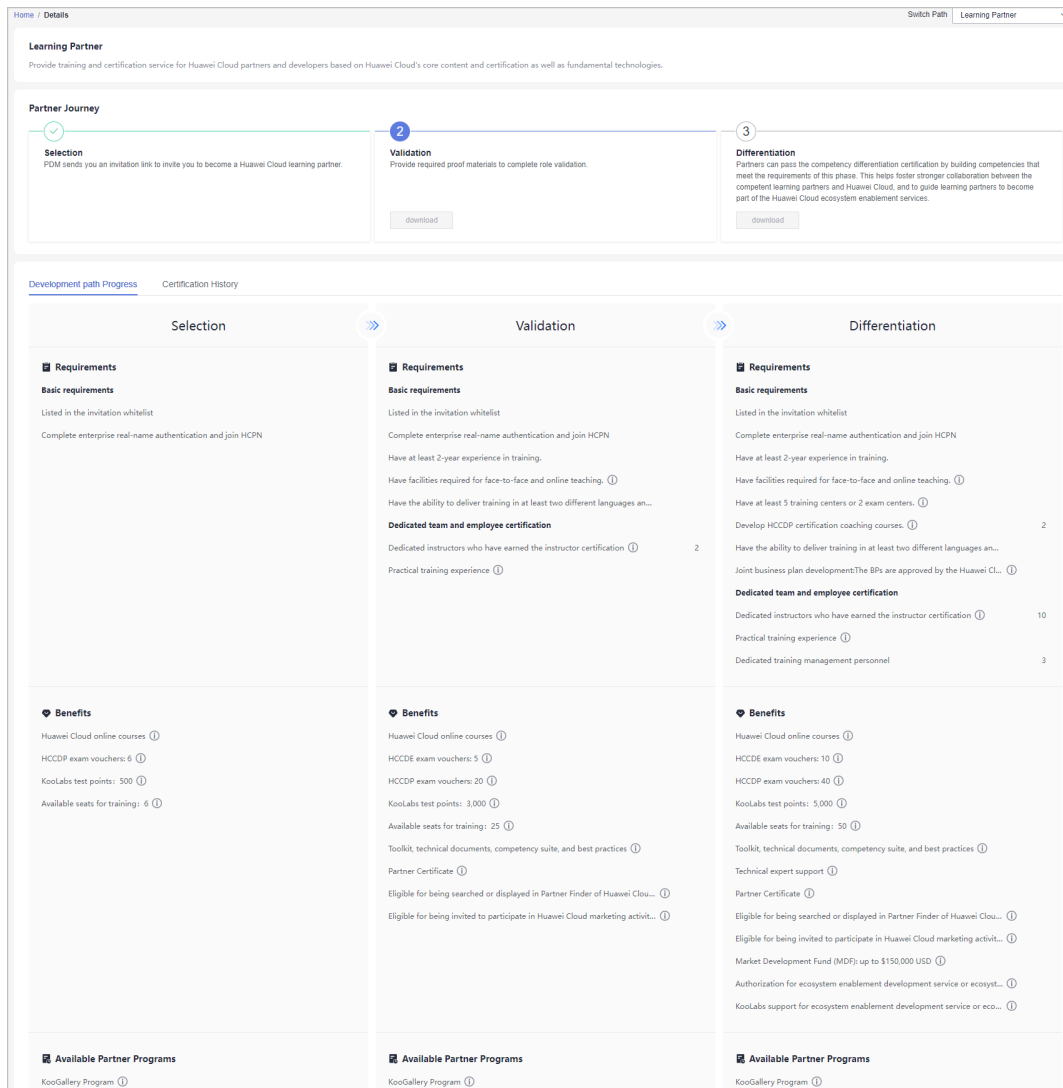 Home / Details
Switch Path Learning Partner
Learning Partner
Provide training and certification service for Huawei Cloud partners and developers based on Huawei Cloud's core content and certification as well as fundamental technologies.
Partner Journey
Selection
PDM sends you an invitation link to invite you to become a Huawei Cloud learning partner.
2
Validation
Provide required proof materials to complete role validation.
download
3
Differentiation
Partners can pass the competency differentiation certification by building competencies that
meet the requirements of this phase. This helps foster stronger collaboration between the
competent learning partners and Huawei Cloud, and to guide learning partners to become
part of the Huawei Cloud ecosystem enablement services.
download
Development path Progress
Certification History
Selection
Requirements
Basic requirements
Listed in the invitation whitelist
Complete enterprise real-name authentication and join HCPN
Benefits
Huawei Cloud online courses
HCCDP exam vouchers: 6
KooLabs test points: 500
Available seats for training: 6
Available Partner Programs
KooGallery Program
Validation
Requirements
Basic requirements
Listed in the invitation whitelist
Complete enterprise real-name authentication and join HCPN
Have at least 2-year experience in training.
Have facilities required for face-to-face and online teaching.
Have the ability to deliver training in at least two different languages an...
Dedicated team and employee certification
Dedicated instructors who have earned the instructor certification 2
Practical training experience
Benefits
Huawei Cloud online courses
HCCDE exam vouchers: 5
HCCDP exam vouchers: 20
KooLabs test points: 3,000
Available seats for training: 25
Toolkit, technical documents, competency suite, and best practices
Partner Certificate
Eligible for being searched or displayed in Partner Finder of Huawei Clou...
Eligible for being invited to participate in Huawei Cloud marketing activit...
Available Partner Programs
KooGallery Program
Differentiation
Requirements
Basic requirements
Listed in the invitation whitelist
Complete enterprise real-name authentication and join HCPN
Have at least 2-year experience in training.
Have facilities required for face-to-face and online teaching.
Have at least 5 training centers or 2 exam centers.
Develop HCCDP certification coaching courses. 2
Have the ability to deliver training in at least two different languages an...
Joint business plan development:The BPs are approved by the Huawei Cl...
Dedicated team and employee certification
Dedicated instructors who have earned the instructor certification 10
Practical training experience
Dedicated training management personnel 3
Benefits
Huawei Cloud online courses
HCCDE exam vouchers: 10
HCCDP exam vouchers: 40
KooLabs test points: 5,000
Available seats for training: 50
Toolkit, technical documents, competency suite, and best practices
Technical expert support
Partner Certificate
Eligible for being searched or displayed in Partner Finder of Huawei Clou...
Eligible for being invited to participate in Huawei Cloud marketing activit...
Market Development Fund (MDF): up to $150,000 USD
Authorization for ecosystem enablement development service or ecosyst...
KooLabs support for ecosystem enablement development service or eco...
Available Partner Programs
KooGallery Program